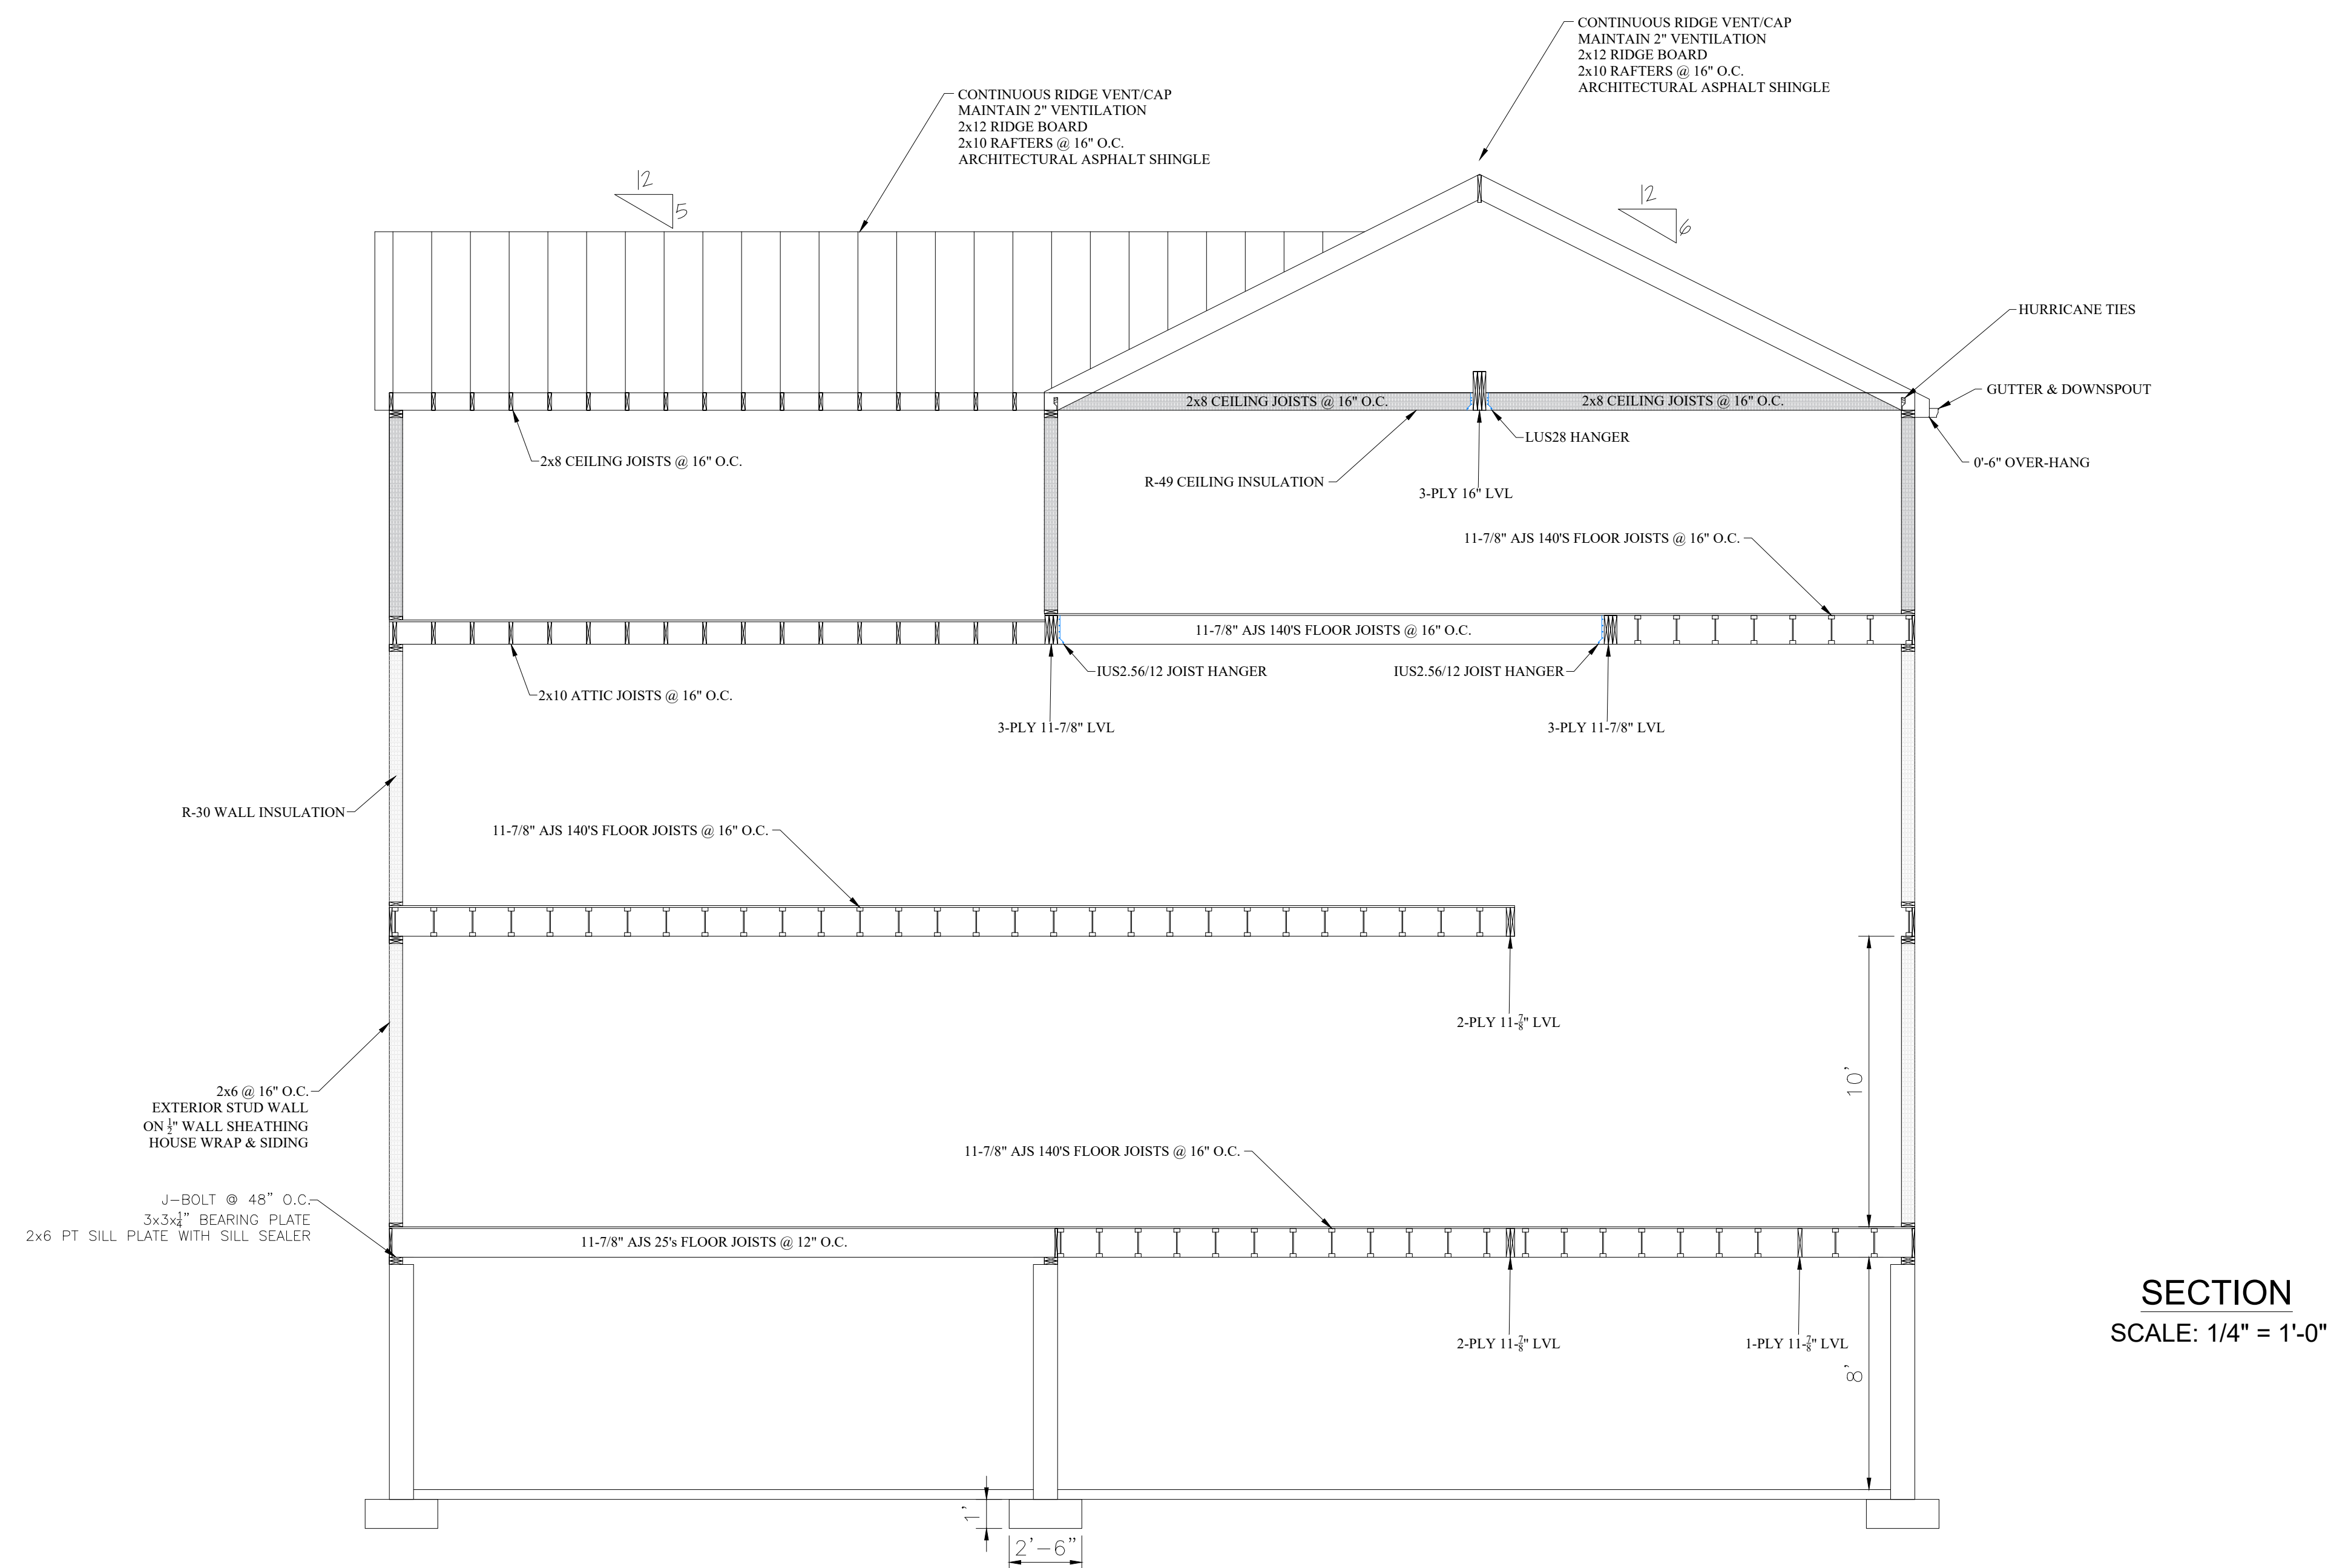 CONTINUOUS RIDGE VENT/CAP
MAINTAIN 2" VENTILATION
2x12 RIDGE BOARD
2x10 RAFTERS @ 16" O.C.
ARCHITECTURAL ASPHALT SHINGLE
CONTINUOUS RIDGE VENT/CAP
MAINTAIN 2" VENTILATION
2x12 RIDGE BOARD
2x10 RAFTERS @ 16" O.C.
ARCHITECTURAL ASPHALT SHINGLE
12
5
12
6
HURRICANE TIES
GUTTER & DOWNSPOUT
2x8 CEILING JOISTS @ 16" O.C.
2x8 CEILING JOISTS @ 16" O.C.
LUS28 HANGER
2x8 CEILING JOISTS @ 16" O.C.
0'-6" OVER-HANG
R-49 CEILING INSULATION
3-PLY 16" LVL
11-7/8" AJS 140'S FLOOR JOISTS @ 16" O.C.
11-7/8" AJS 140'S FLOOR JOISTS @ 16" O.C.
IUS2.56/12 JOIST HANGER
IUS2.56/12 JOIST HANGER
2x10 ATTIC JOISTS @ 16" O.C.
3-PLY 11-7/8" LVL
3-PLY 11-7/8" LVL
R-30 WALL INSULATION
11-7/8" AJS 140'S FLOOR JOISTS @ 16" O.C.
2-PLY 11-7/8" LVL
10'
2x6 @ 16" O.C.
EXTERIOR STUD WALL
ON 1/2" WALL SHEATHING
HOUSE WRAP & SIDING
11-7/8" AJS 140'S FLOOR JOISTS @ 16" O.C.
J-BOLT @ 48" O.C.
3x3x1/4" BEARING PLATE
2x6 PT SILL PLATE WITH SILL SEALER
11-7/8" AJS 25's FLOOR JOISTS @ 12" O.C.
2-PLY 11-7/8" LVL
1-PLY 11-7/8" LVL
8'
SECTION
SCALE: 1/4" = 1'-0"
1'
2'-6"